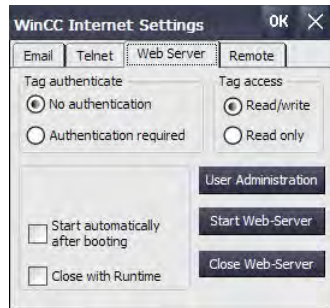 WinCC Internet Settings OK
Email Telnet Web Server Remote
Tag authenticate Tag access
No authentication Read/write
Authentication required Read only
User Administration
Start automatically
after booting
Start Web-Server
Close with Runtime
Close Web-Server